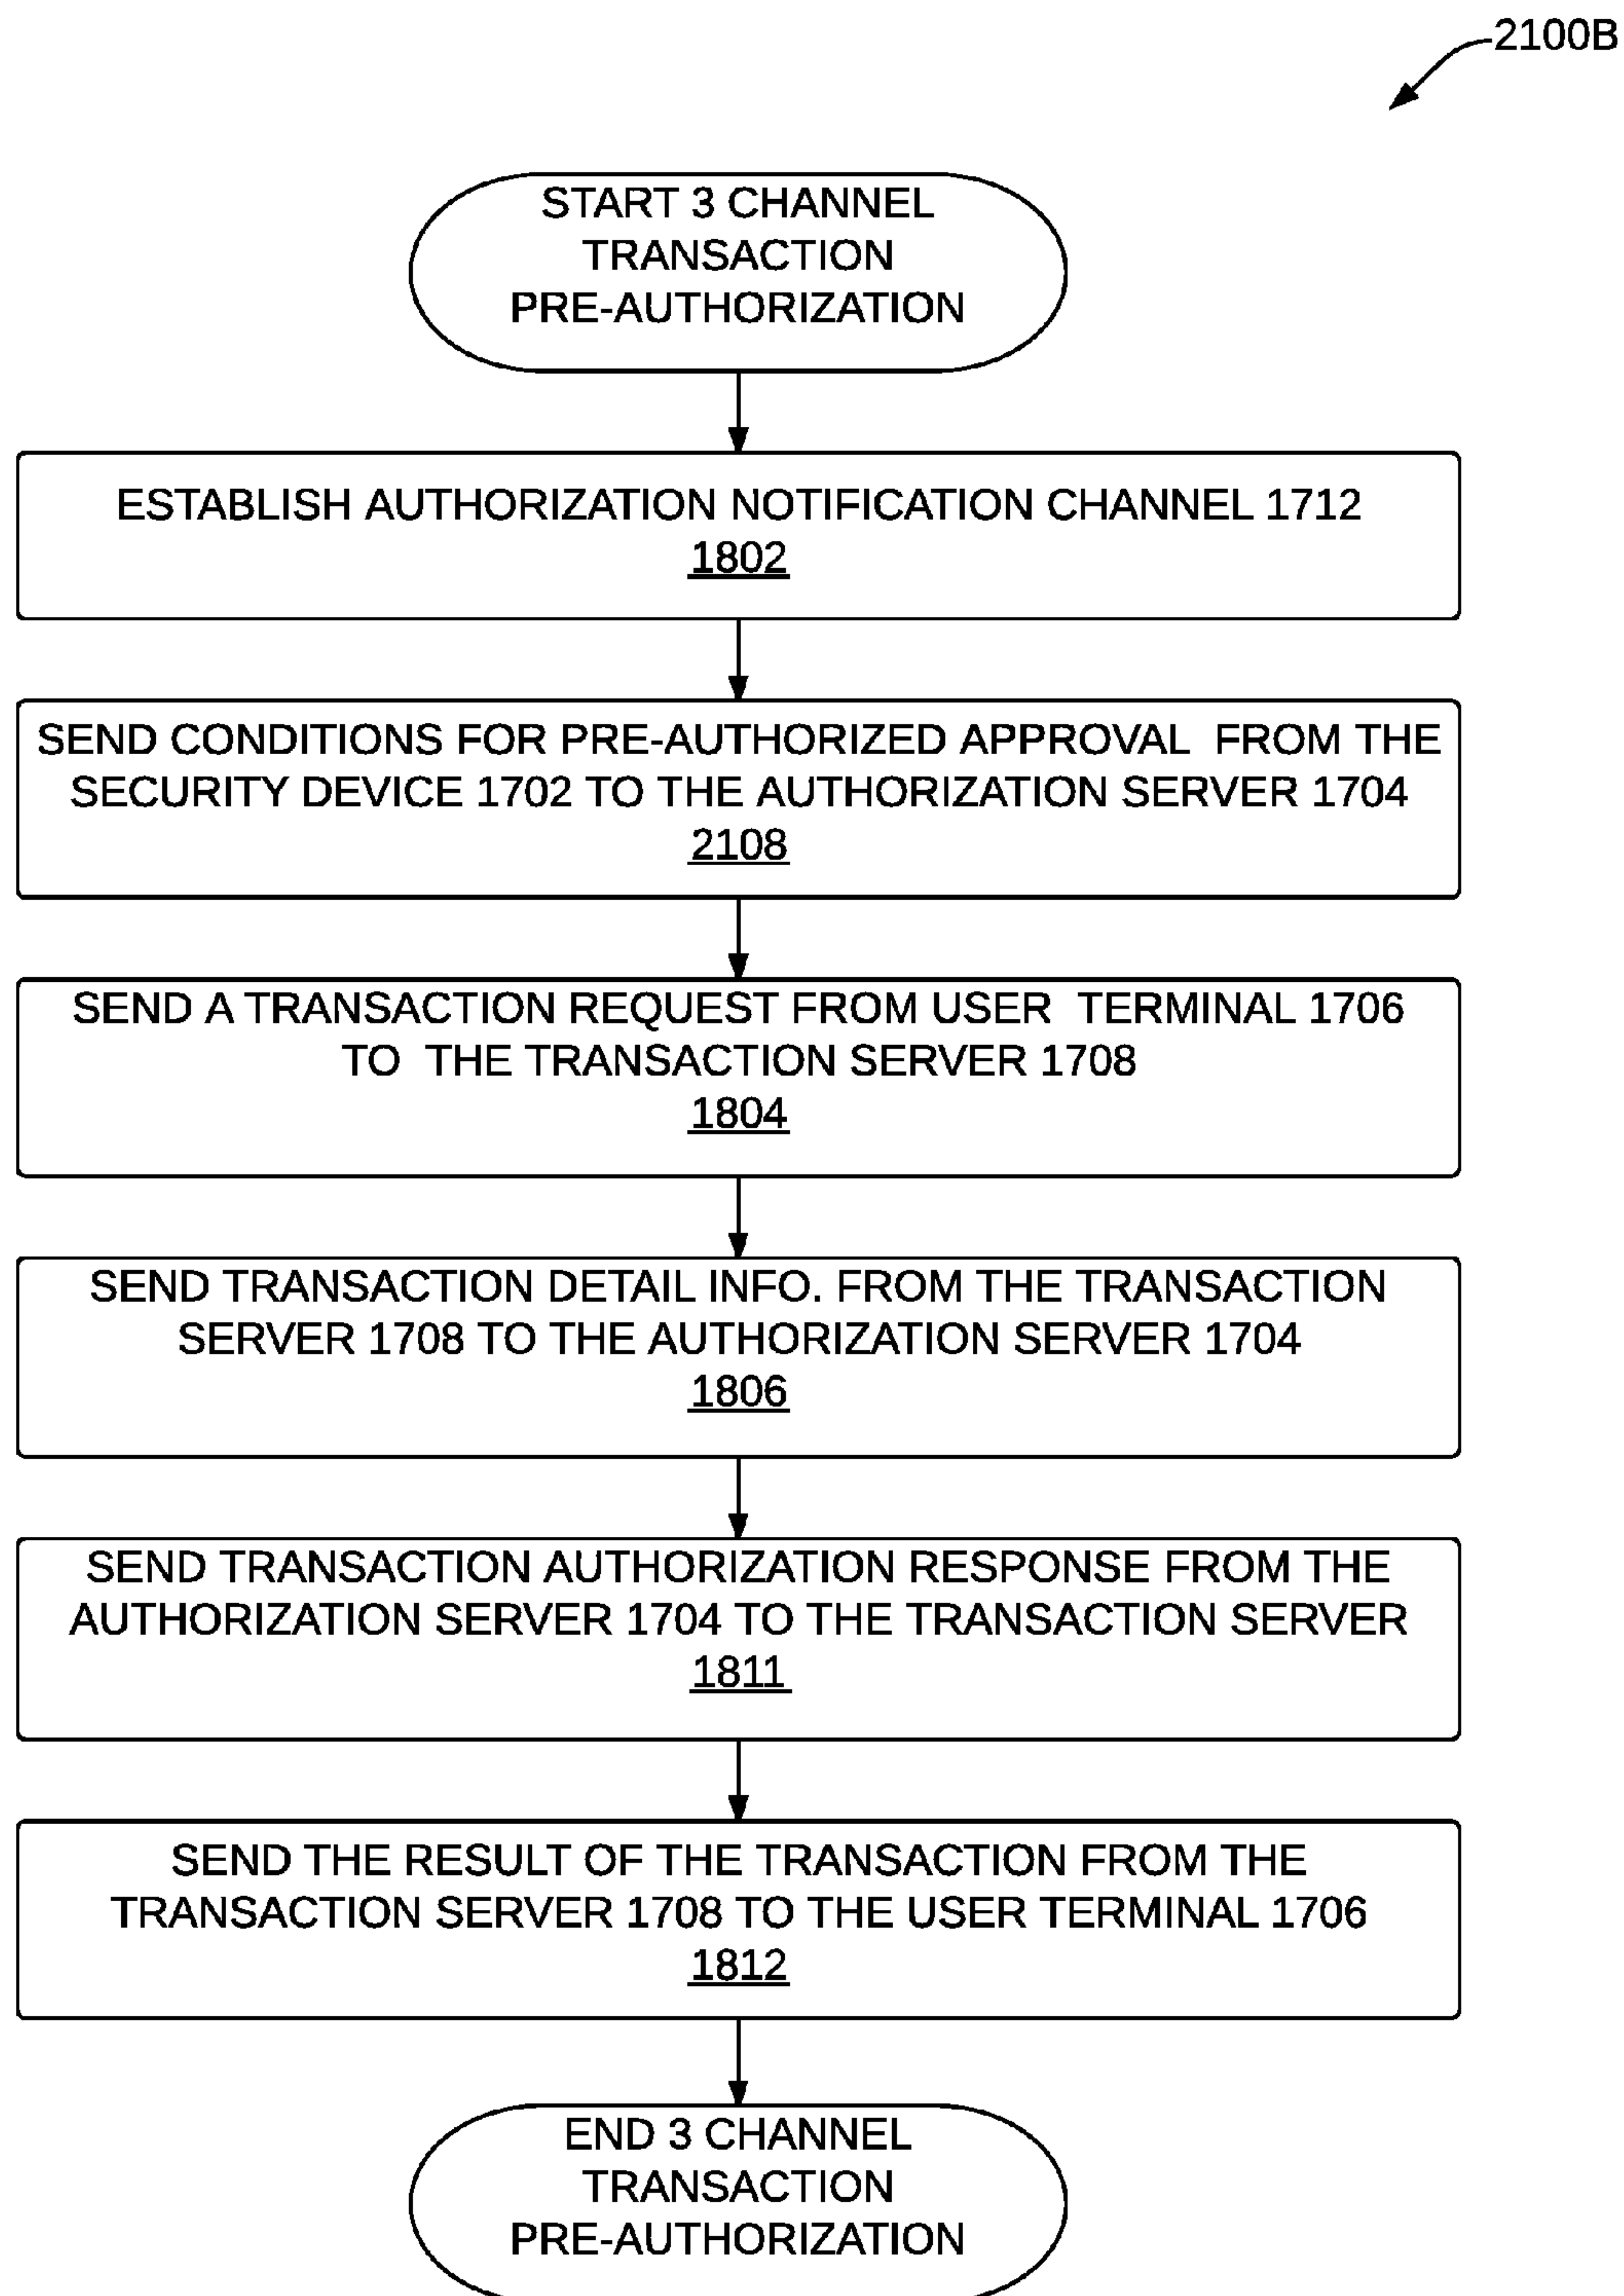 2100B
START 3 CHANNEL
TRANSACTION
PRE-AUTHORIZATION
ESTABLISH AUTHORIZATION NOTIFICATION CHANNEL 1712
1802
SEND CONDITIONS FOR PRE-AUTHORIZED APPROVAL FROM THE
SECURITY DEVICE 1702 TO THE AUTHORIZATION SERVER 1704
2108
SEND A TRANSACTION REQUEST FROM USER TERMINAL 1706
TO THE TRANSACTION SERVER 1708
1804
SEND TRANSACTION DETAIL INFO. FROM THE TRANSACTION
SERVER 1708 TO THE AUTHORIZATION SERVER 1704
1806
SEND TRANSACTION AUTHORIZATION RESPONSE FROM THE
AUTHORIZATION SERVER 1704 TO THE TRANSACTION SERVER
1811
SEND THE RESULT OF THE TRANSACTION FROM THE
TRANSACTION SERVER 1708 TO THE USER TERMINAL 1706
1812
END 3 CHANNEL
TRANSACTION
PRE-AUTHORIZATION